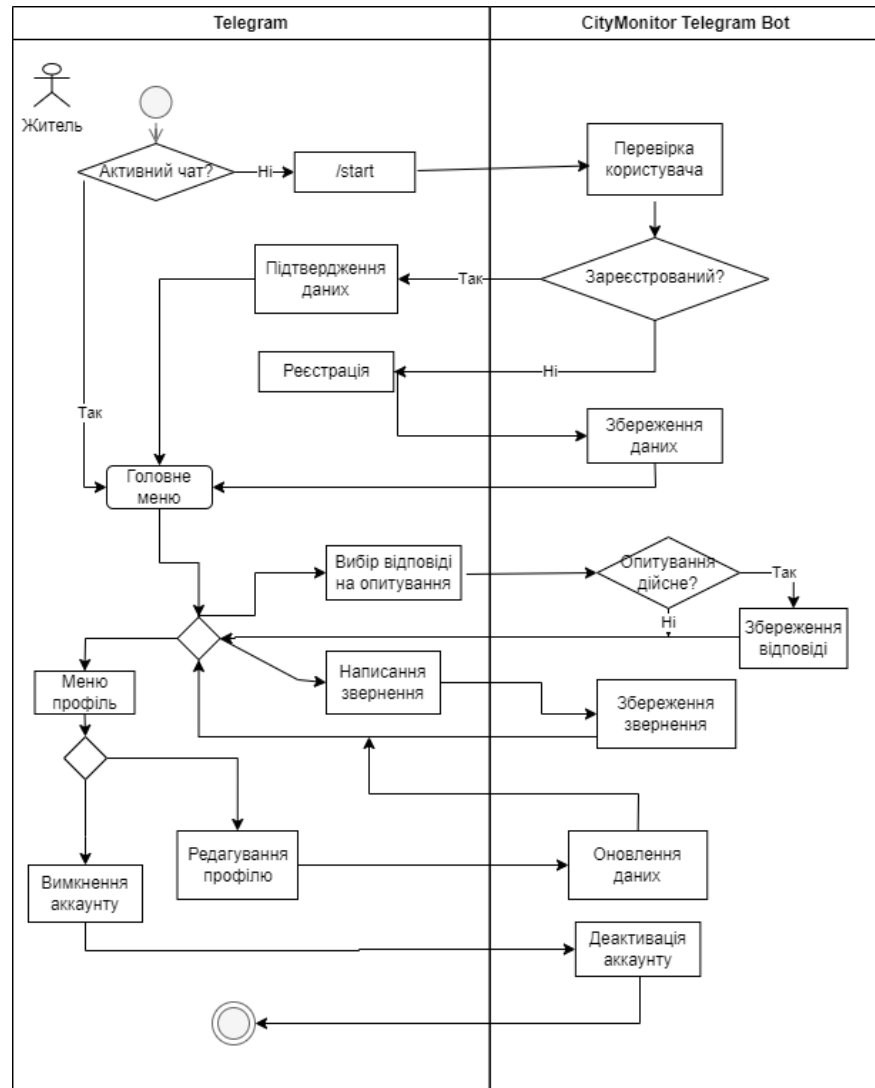 Telegram
CityMonitor Telegram Bot
Житель
Активний чат?
Ні
/start
Перевірка
користувача
Зареєстрований?
Так
Підтвердження
даних
Ні
Реєстрація
Так
Збереження
даних
Головне
меню
Вибір відповіді
на опитування
Опитування
дійсне?
Так
Ні
Збереження
відповіді
Меню
профіль
Написання
звернення
Збереження
звернення
Редагування
профілю
Оновлення
даних
Вимкнення
аккаунту
Деактивація
аккаунту